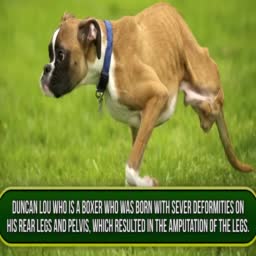 DUNCAN LOU WHO IS A BOXER WHO WAS BORN WITH SEVER DEFORMITIES ON
HIS REAR LEGS AND PELVIS, WHICH RESULTED IN THE AMPUTATION OF THE LEGS.